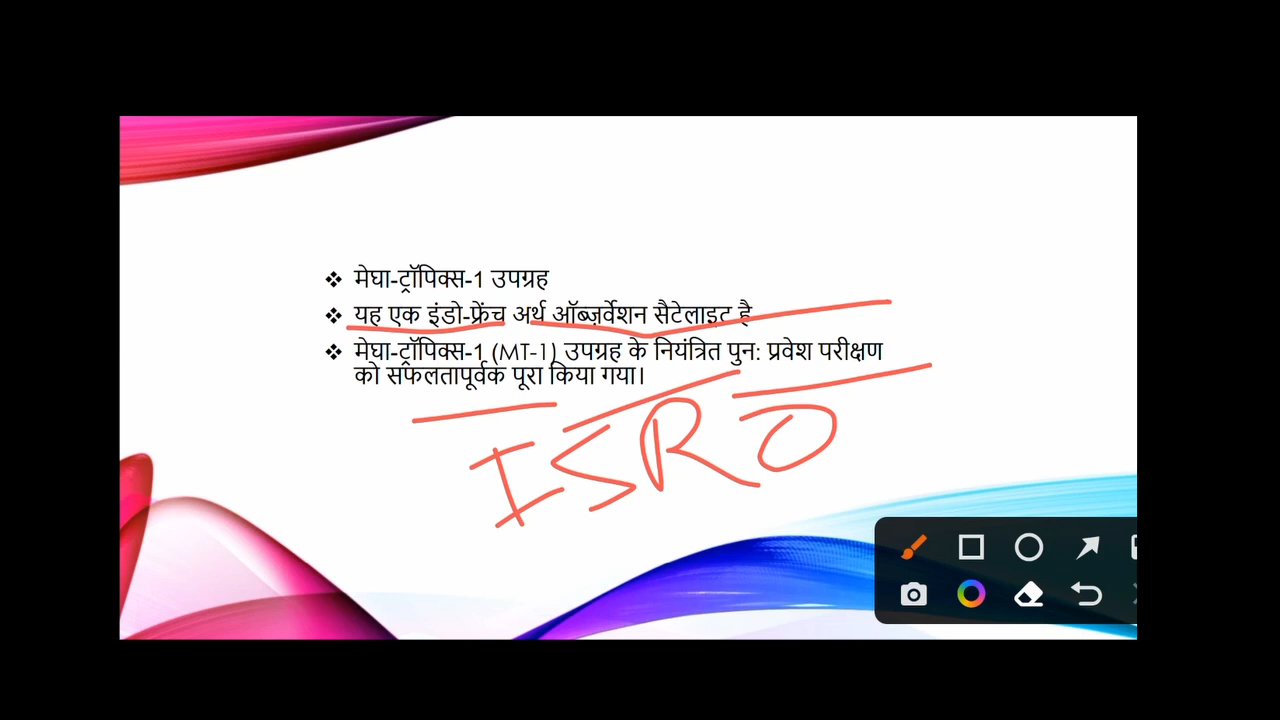 ❖ मेघा-ट्रॉपिक्स-1 उपग्रह
❖ यह एक इंडो-फ्रेंच अर्थ ऑब्ज़र्वेशन सैटेलाइट है
❖ मेघा-ट्रॉपिक्स-1 (MT-1) उपग्रह के नियंत्रित पुन: प्रवेश परीक्षण
को सफलतापूर्वक पूरा किया गया।
ISRO